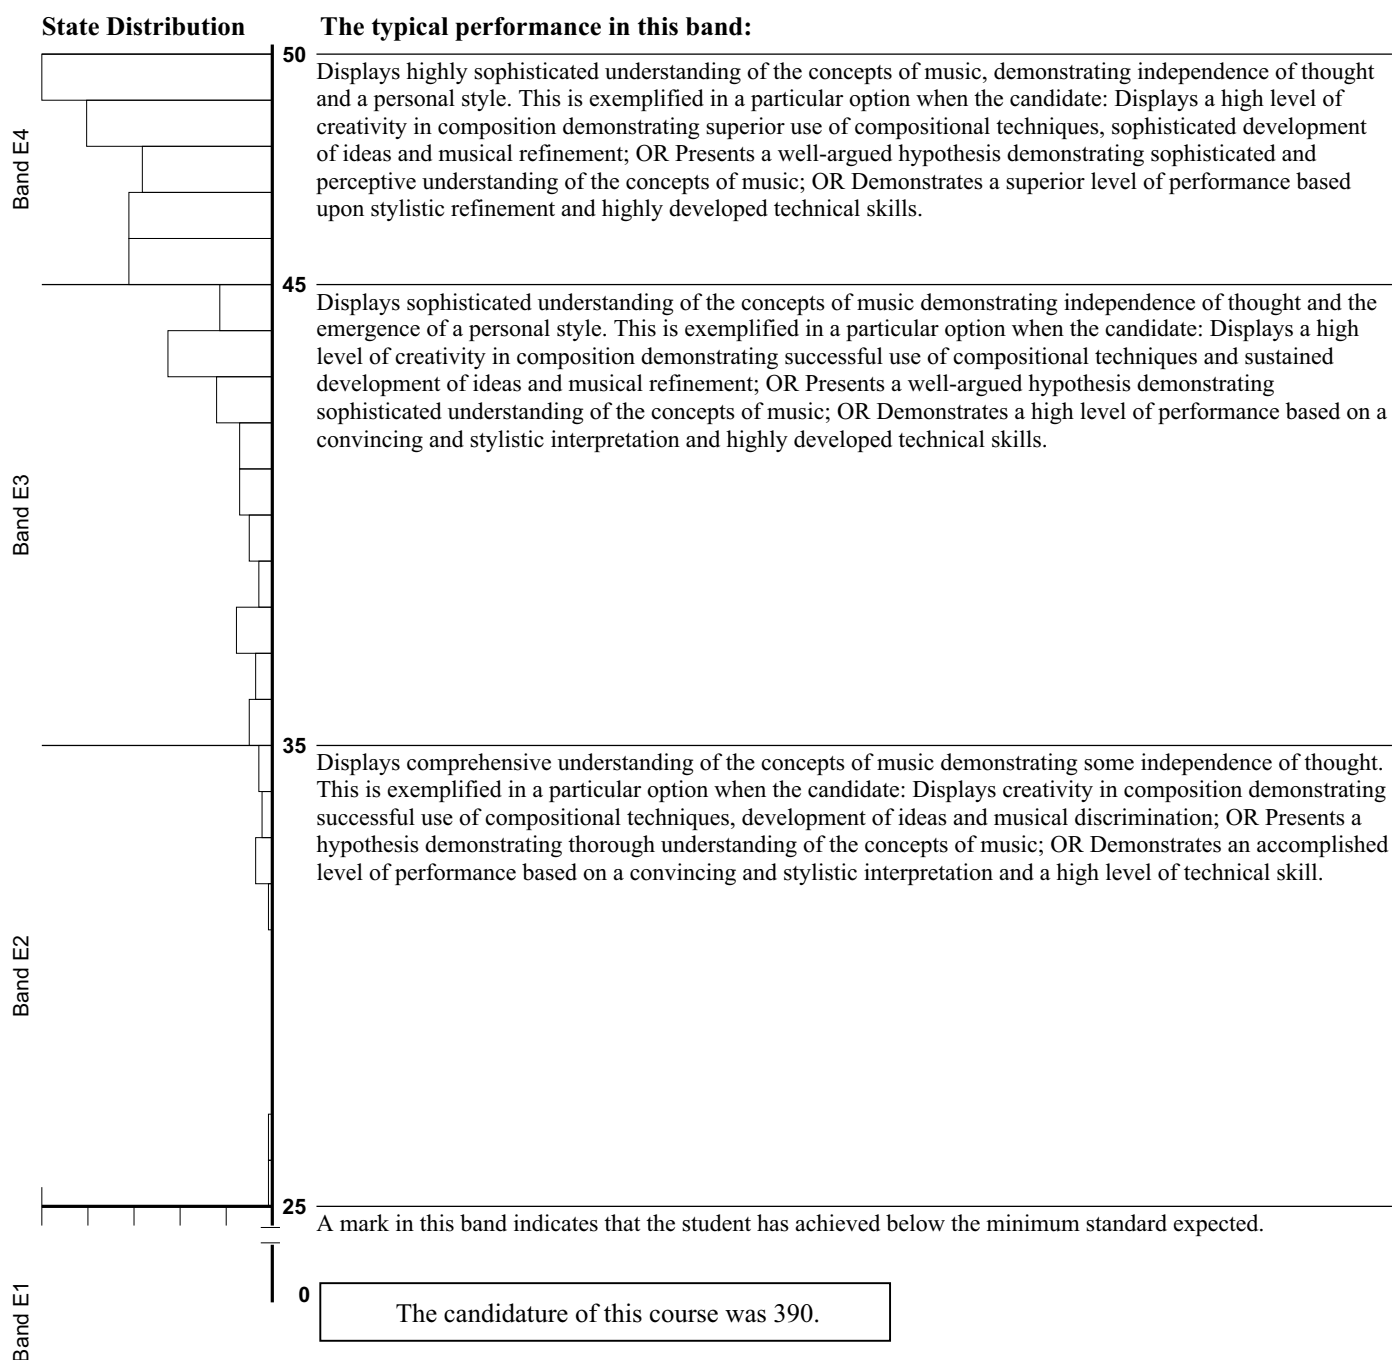 State Distribution
The typical performance in this band:
50
Displays highly sophisticated understanding of the concepts of music, demonstrating independence of thought
and a personal style. This is exemplified in a particular option when the candidate: Displays a high level of
creativity in composition demonstrating superior use of compositional techniques, sophisticated development
of ideas and musical refinement; OR Presents a well-argued hypothesis demonstrating sophisticated and
perceptive understanding of the concepts of music; OR Demonstrates a superior level of performance based
upon stylistic refinement and highly developed technical skills.
Band E4
45
Displays sophisticated understanding of the concepts of music demonstrating independence of thought and the
emergence of a personal style. This is exemplified in a particular option when the candidate: Displays a high
level of creativity in composition demonstrating successful use of compositional techniques and sustained
development of ideas and musical refinement; OR Presents a well-argued hypothesis demonstrating
sophisticated understanding of the concepts of music; OR Demonstrates a high level of performance based on a
convincing and stylistic interpretation and highly developed technical skills.
Band E3
35
Displays comprehensive understanding of the concepts of music demonstrating some independence of thought.
This is exemplified in a particular option when the candidate: Displays creativity in composition demonstrating
successful use of compositional techniques, development of ideas and musical discrimination; OR Presents a
hypothesis demonstrating thorough understanding of the concepts of music; OR Demonstrates an accomplished
level of performance based on a convincing and stylistic interpretation and a high level of technical skill.
Band E2
25
A mark in this band indicates that the student has achieved below the minimum standard expected.
0
Band E1
The candidature of this course was 390.